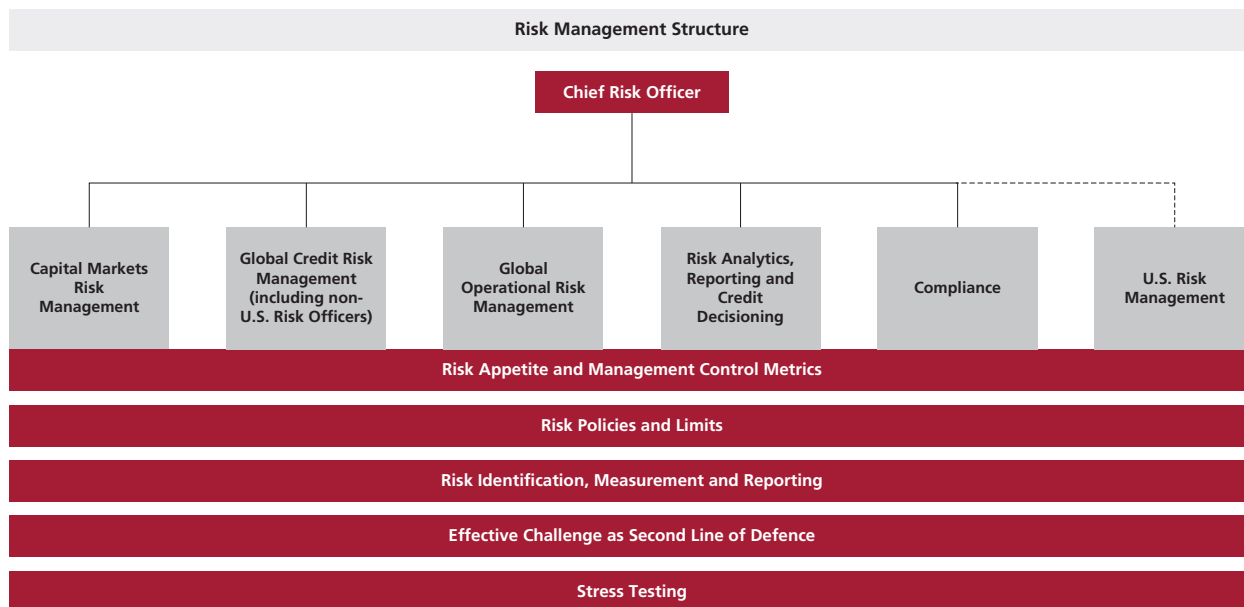 Risk Management Structure
Chief Risk Officer
Capital Markets
Risk
Management
Global Credit Risk
Management
(including non-
U.S. Risk Officers)
Global
Operational Risk
Management
Risk Analytics,
Reporting and
Credit
Decisioning
Compliance
U.S. Risk
Management
Risk Appetite and Management Control Metrics
Risk Policies and Limits
Risk Identification, Measurement and Reporting
Effective Challenge as Second Line of Defence
Stress Testing